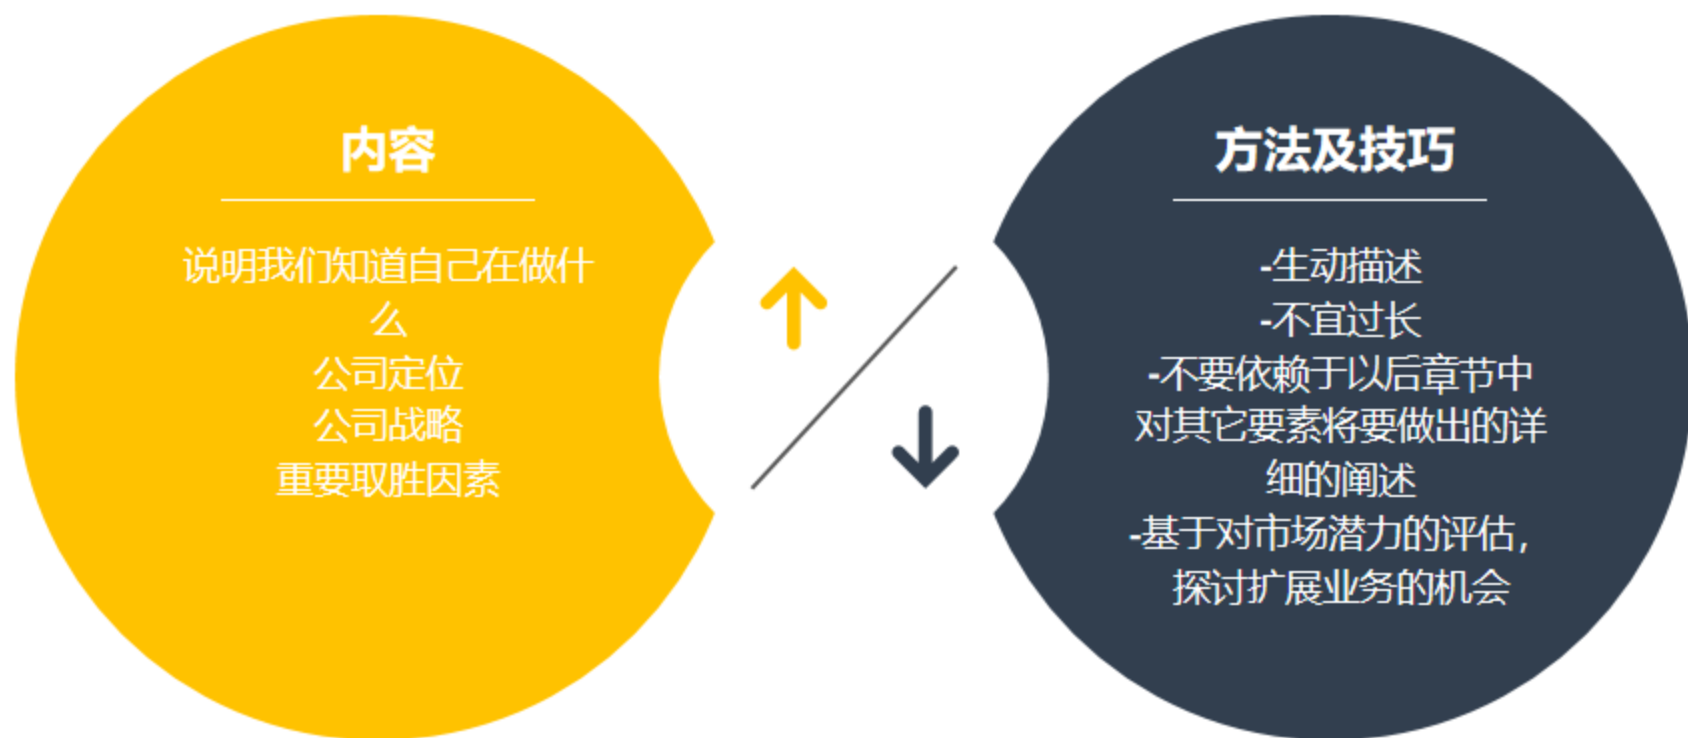 内容
说明我们知道自己在做什
么
公司定位
公司战略
重要取胜因素
方法及技巧
-生动描述
-不宜过长
-不要依赖于以后章节中
对其它要素将要做出的详
细的阐述
-基于对市场潜力的评估，
探讨扩展业务的机会